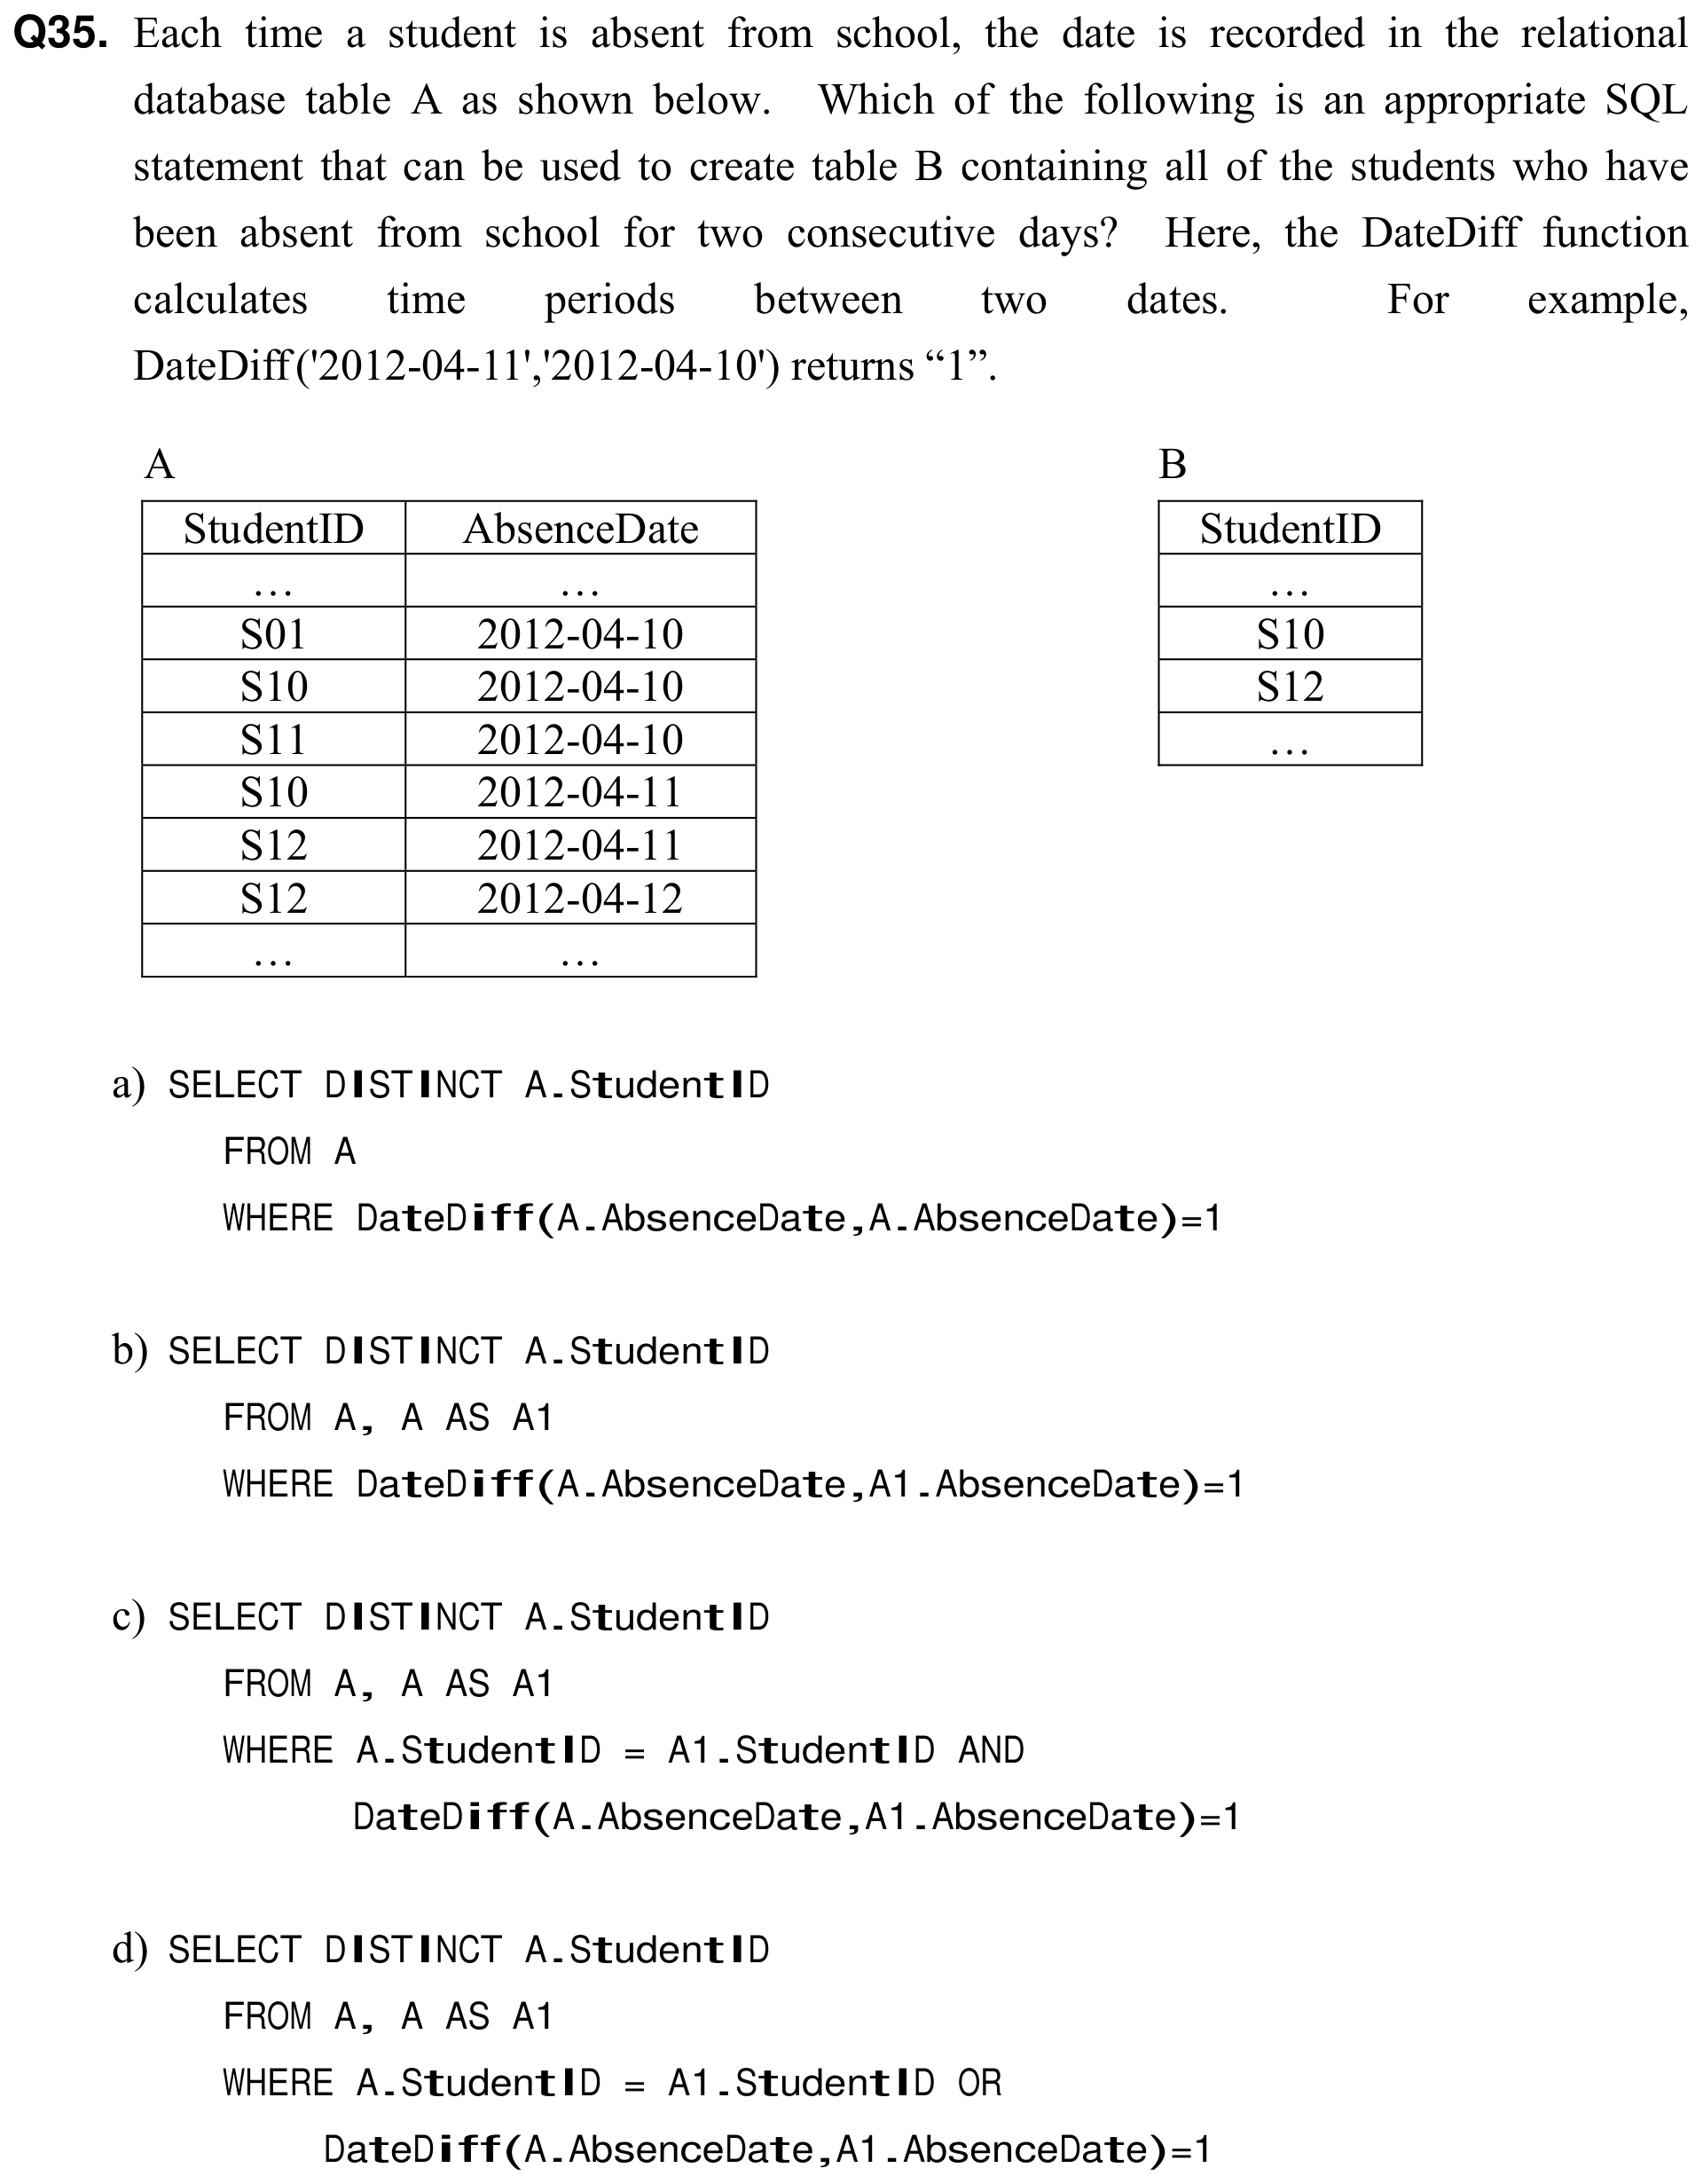 Q35. Each time a student is absent from school, the date is recorded in the relational
database table A as shown below. Which of the following is an appropriate SQL
statement that can be used to create table B containing all of the students who have
been absent from school for two consecutive days? Here, the DateDiff function
calculates time periods between two dates. For example,
DateDiff('2012-04-11','2012-04-10') returns “1”.
A B
StudentID AbsenceDate StudentID
… … …
S01 2012-04-10 S10
S10 2012-04-10 S12
S11 2012-04-10 …
S10 2012-04-11
S12 2012-04-11
S12 2012-04-12
… …
a) SELECT DISTINCT A.StudentID
FROM A
WHERE DateDiff(A.AbsenceDate,A.AbsenceDate)=1
b) SELECT DISTINCT A.StudentID
FROM A, A AS A1
WHERE DateDiff(A.AbsenceDate,A1.AbsenceDate)=1
c) SELECT DISTINCT A.StudentID
FROM A, A AS A1
WHERE A.StudentID = A1.StudentID AND
DateDiff(A.AbsenceDate,A1.AbsenceDate)=1
d) SELECT DISTINCT A.StudentID
FROM A, A AS A1
WHERE A.StudentID = A1.StudentID OR
DateDiff(A.AbsenceDate,A1.AbsenceDate)=1